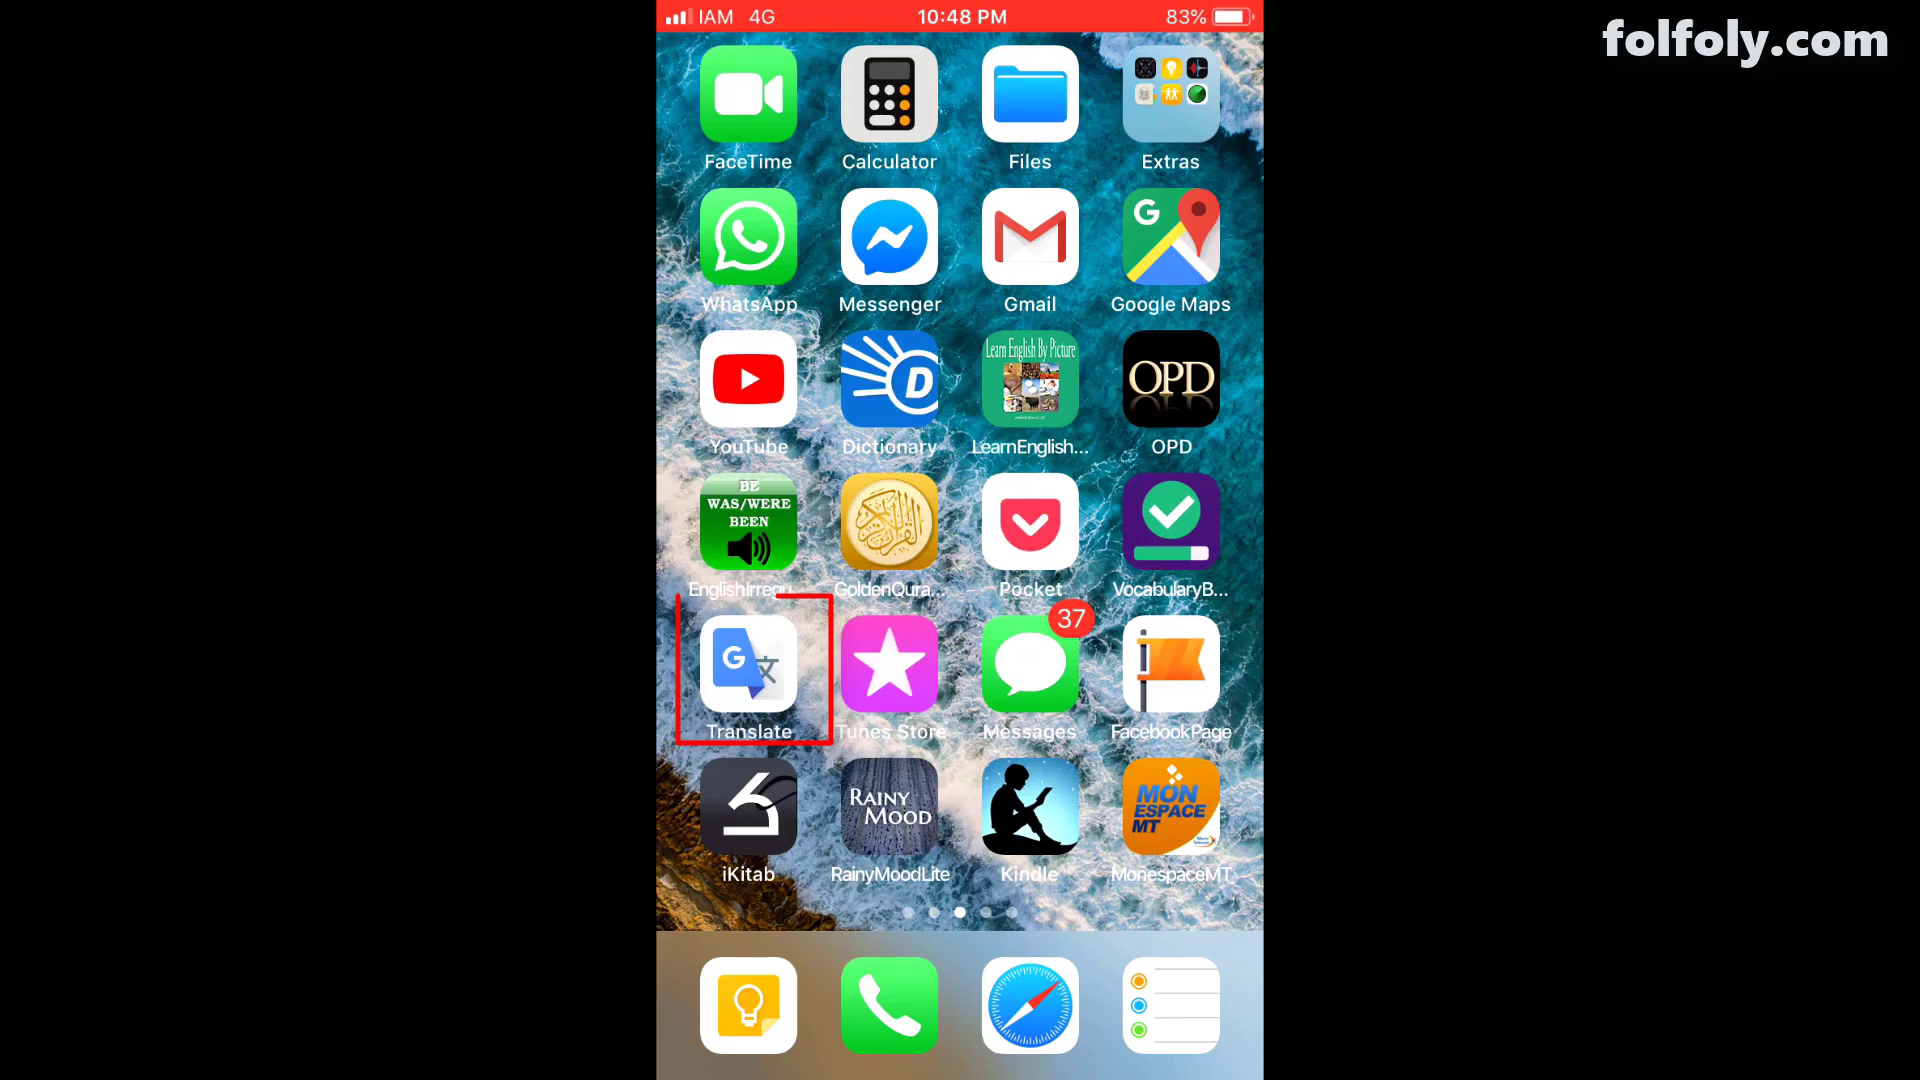 IAM 4G 10:48 PM 83%
folfoly.com
FaceTime Calculator Files Extras
WhatsApp Messenger Gmail Google Maps
Learn English By Picture
OPD
YouTube Dictionary LearnEnglish... OPD
BE
WAS/WERE
BEEN
EnglishIrregu GoldenQura... Pocket VocabularyB...
37
Translate Tunes Store Messages FacebookPage
RAINY
MOOD
MON
ESPACE
MT
iKitab RainyMoodLite Kindle MonespaceMT